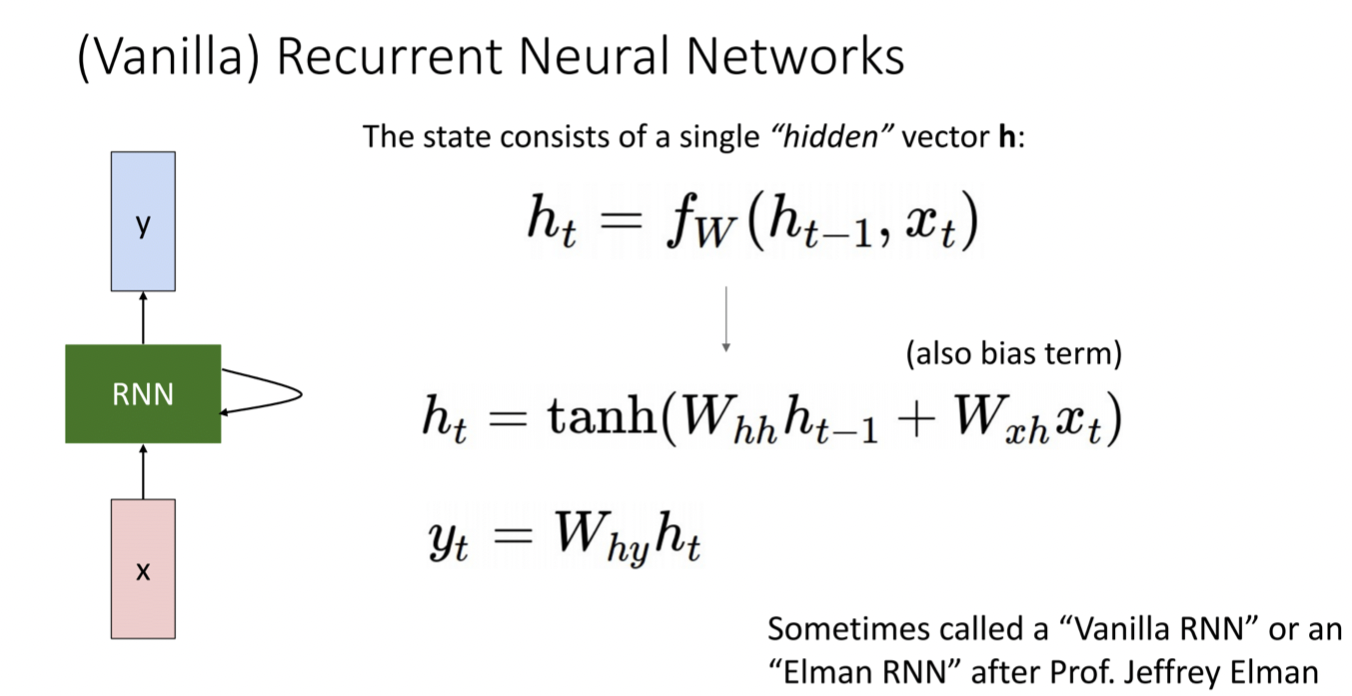 (Vanilla) Recurrent Neural Networks
The state consists of a single “hidden” vector h:
y
h_t = f_W(h_{t−1}, x_t)
(also bias term)
RNN
h_t = tanh(W_{hh}h_{t−1} + W_{xh}x_t)
y_t = W_{hy}h_t
x
Sometimes called a “Vanilla RNN” or an
“Elman RNN” after Prof. Jeffrey Elman